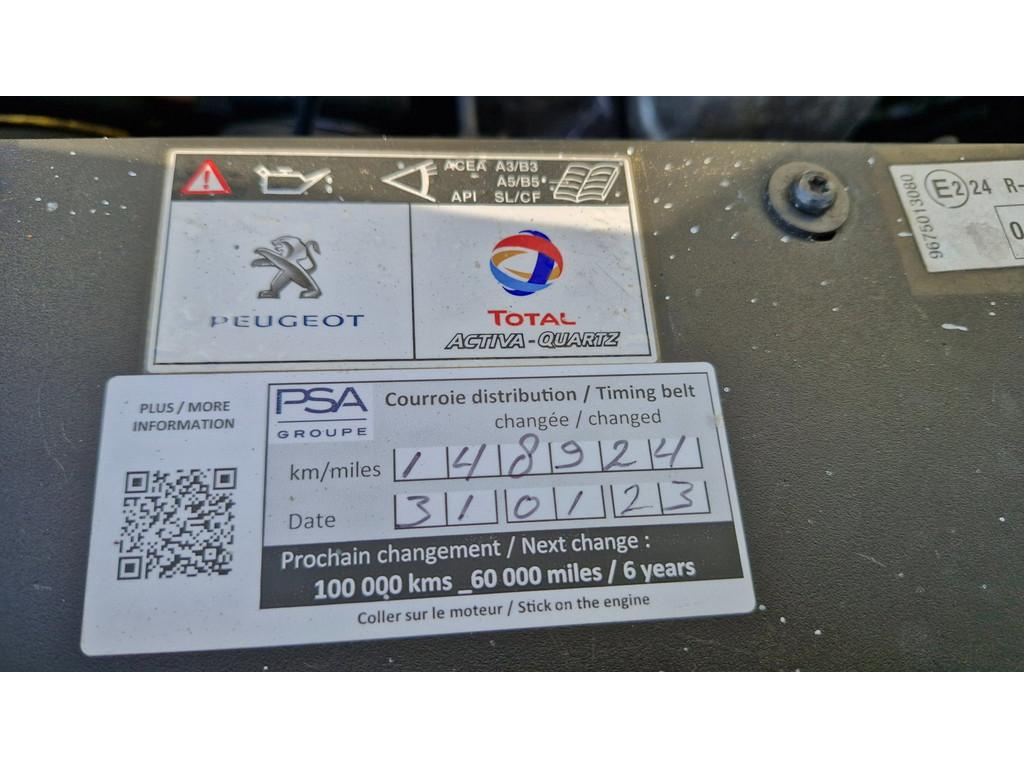 ACEA A3/B3
A5/B5*
API SL/CF
PEUGEOT
TOTAL
ACTIVA-QUARTZ
9675013080
E2 24 R-
0
PLUS / MORE
INFORMATION
PSA
GROUPE
Courroie distribution / Timing belt
changée / changed
km/miles 148924
Date 310123
Prochain changement / Next change :
100 000 kms _60 000 miles / 6 years
Coller sur le moteur / Stick on the engine